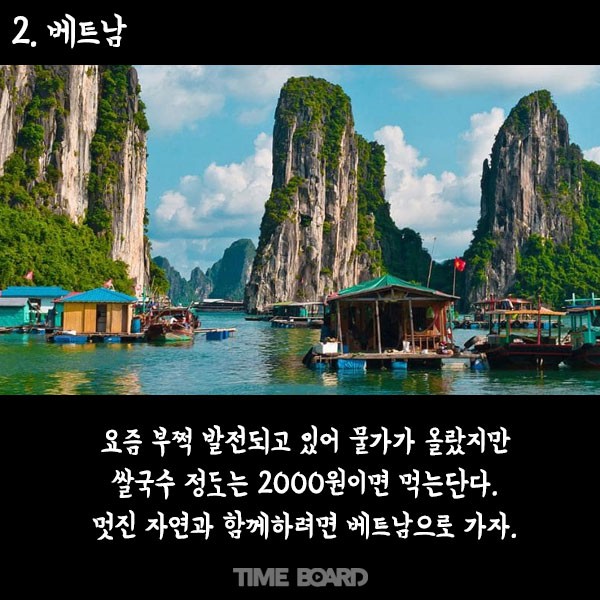 2. 베트남
요즘 부쩍 발전되고 있어 물가가 올랐지만
쌀국수 정도는 2000원이면 먹는단다.
멋진 자연과 함께하려면 베트남으로 가자.
TIME BOARD